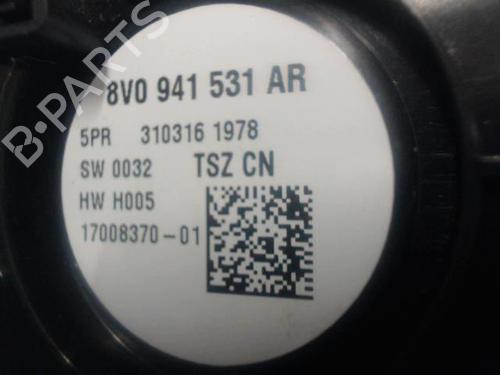 8V0 941 531 AR
5PR 310316 1978
SW 0032 TSZ CN
HW H005
17008370-01
B-PARTS